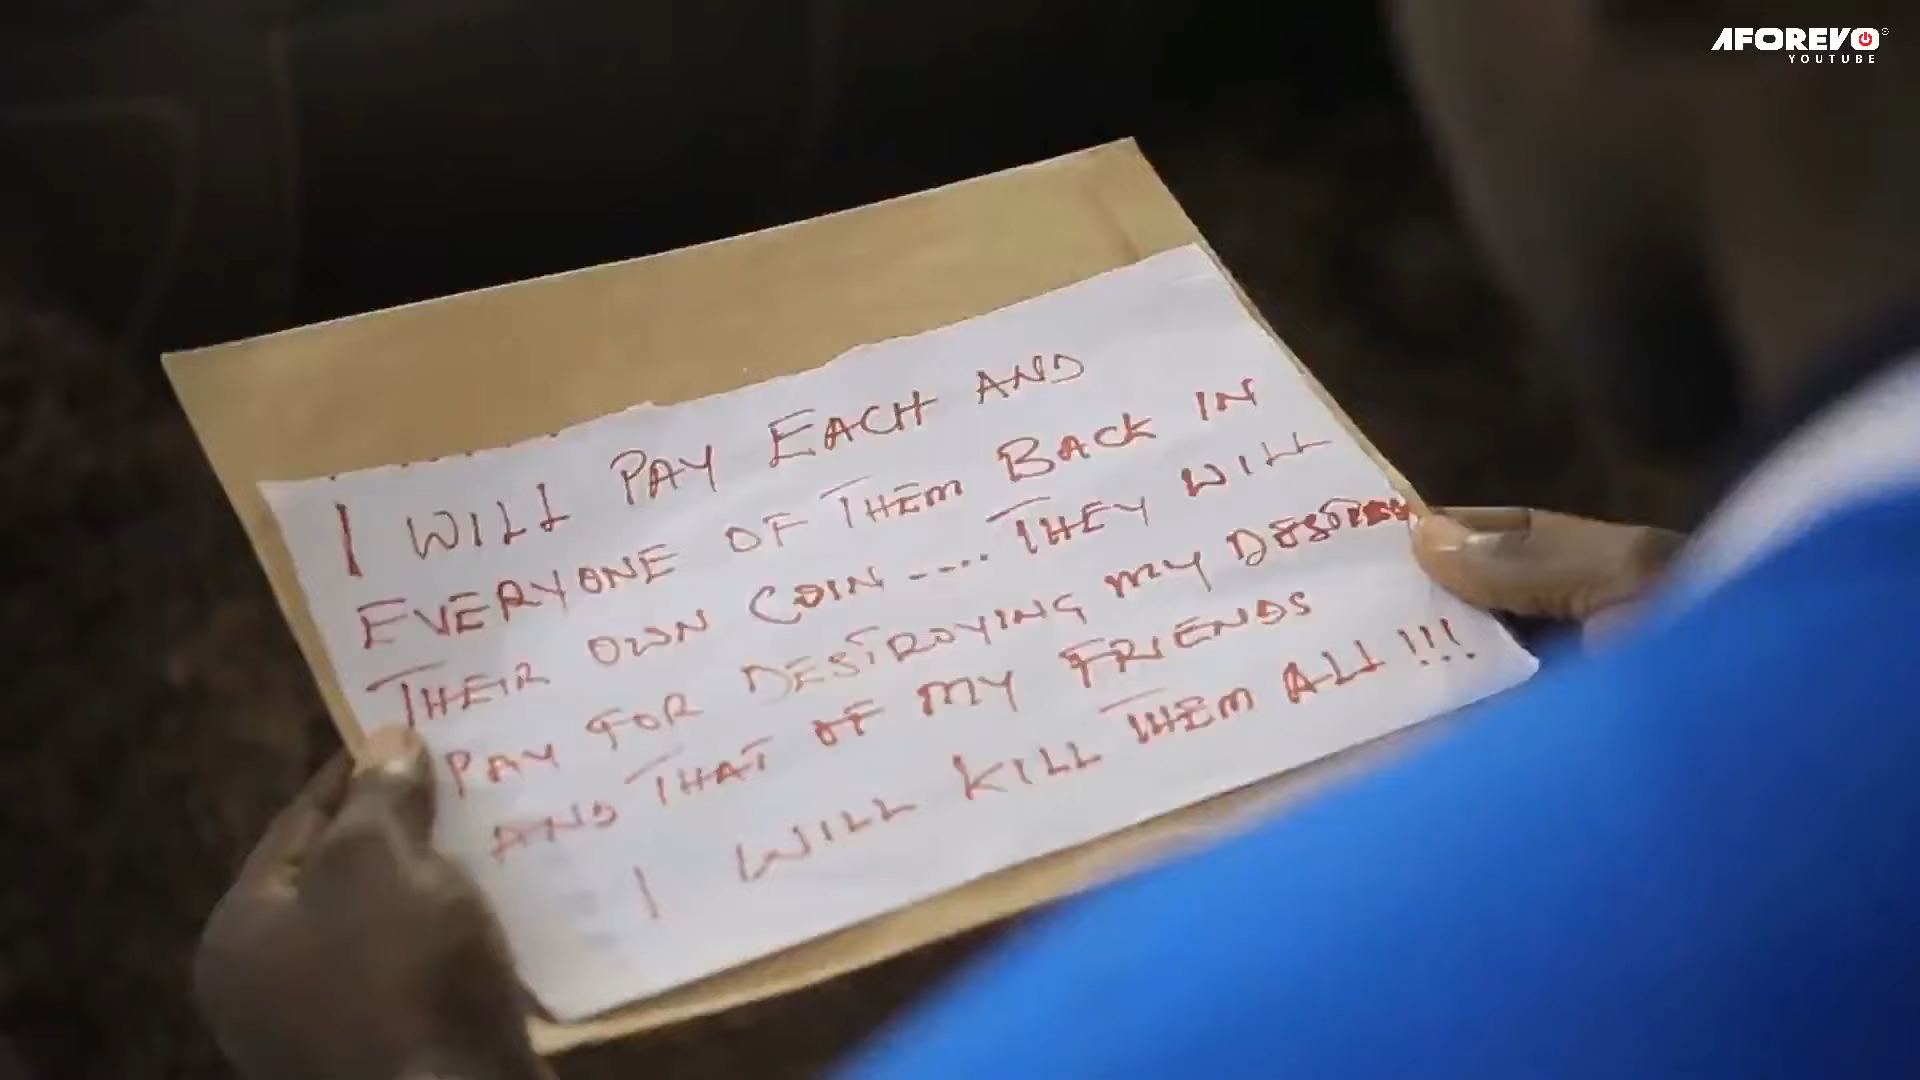 AFOREVO
YOUTUBE
I WILL PAY EACH AND
EVERYONE OF THEM BACK IN
THEIR OWN COIN .... THEY WILL
PAY FOR DESTROYING MY
AND THAT OF MY FRIENDS
I WILL KILL THEM ALL !!!